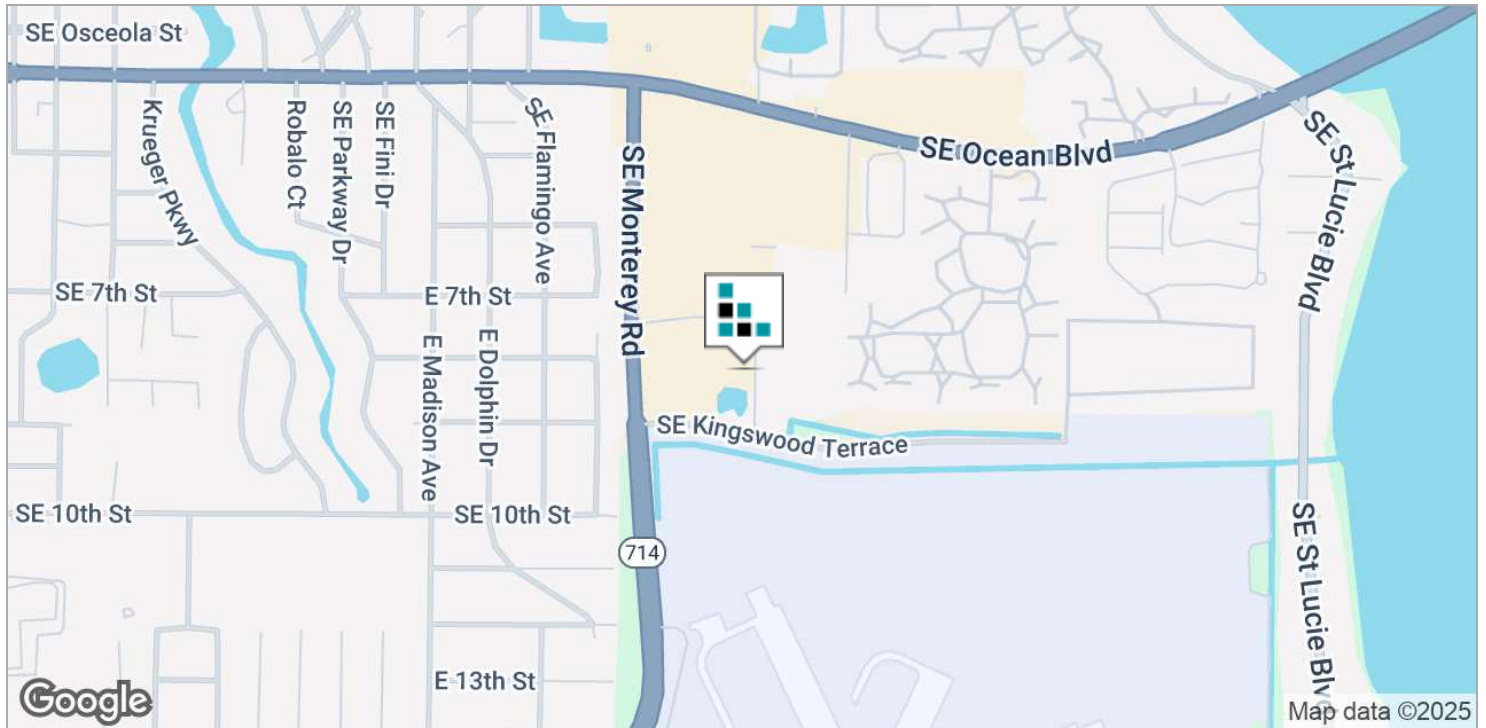 SE Osceola St
Krueger Pkwy
Robalo Ct
SE Parkway Dr
SE Fini Dr
SE Flamingo Ave
SE Monterey Rd
SE Ocean Blvd
SE St Lucie Blvd
SE 7th St
E 7th St
E Madison Ave
E Dolphin Dr
SE Kingswood Terrace
SE 10th St
SE 10th St
714
SE St Lucie Blvd
E 13th St
Google
Map data ©2025